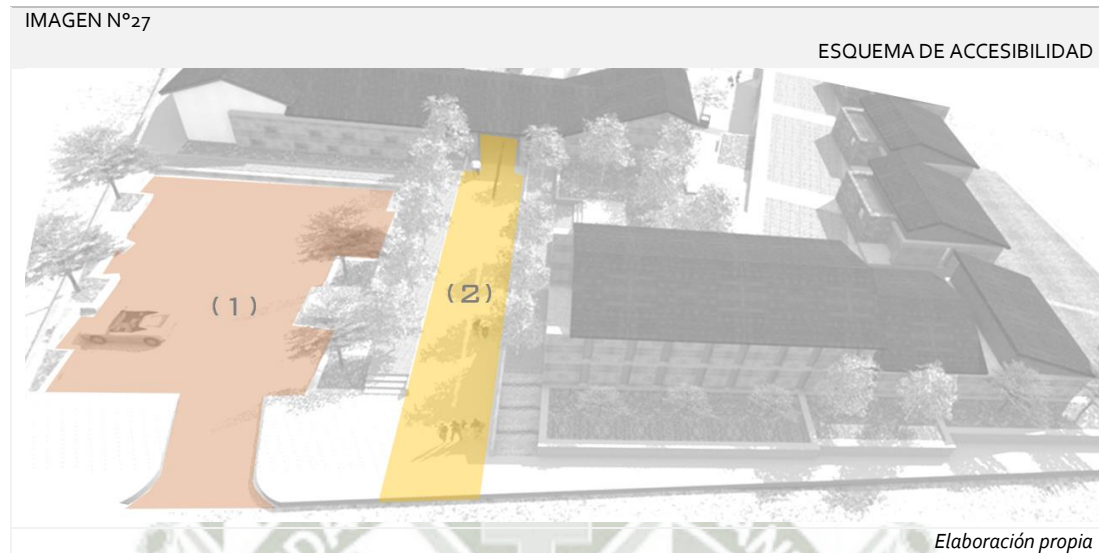 IMAGEN N°27
ESQUEMA DE ACCESIBILIDAD
(1)
(2)
Elaboración propia